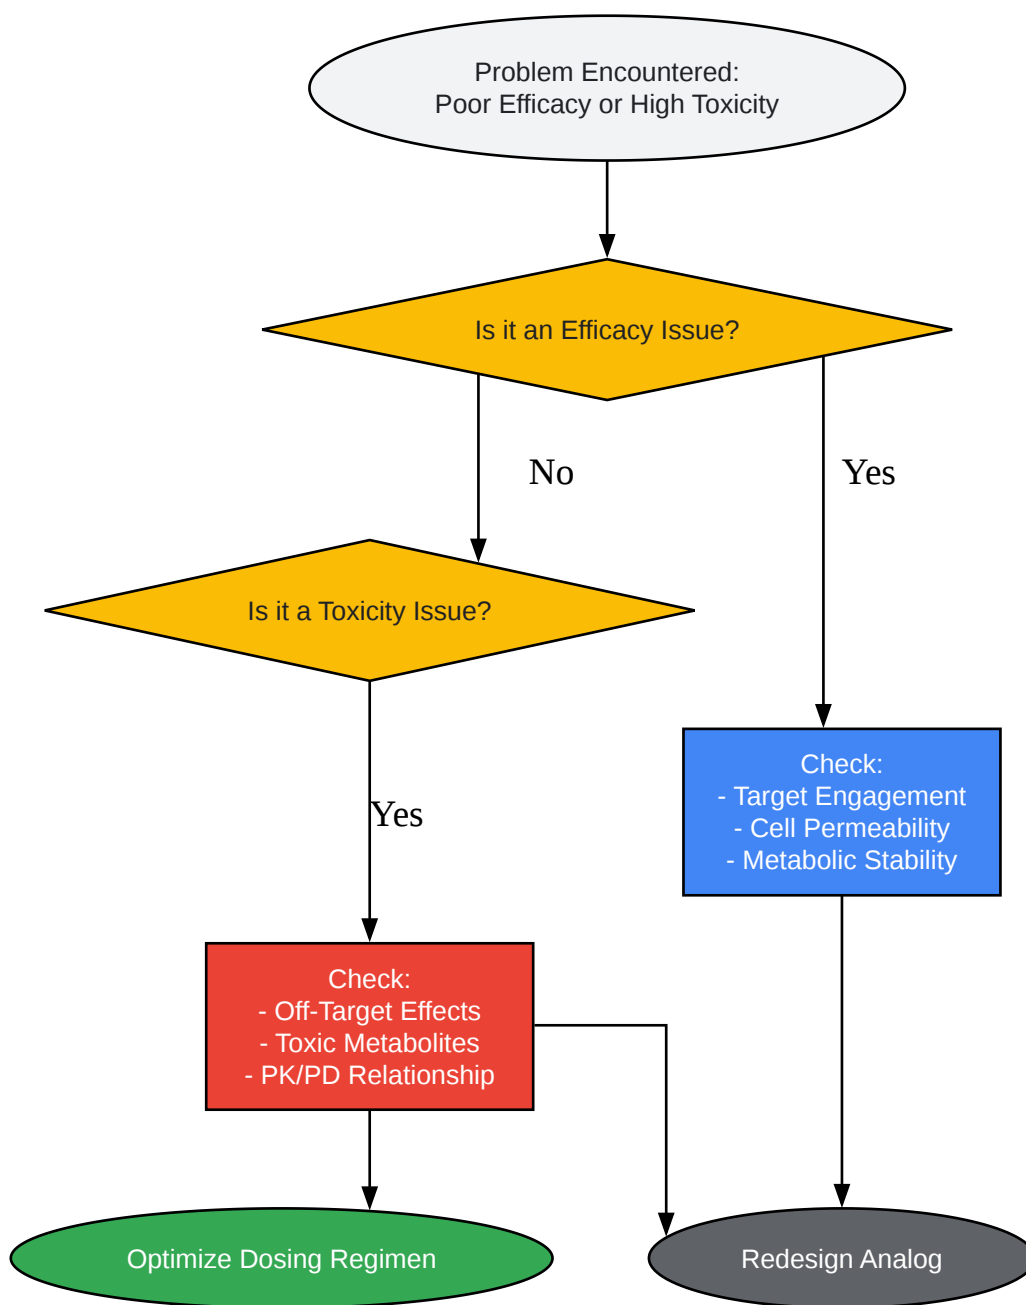 Problem Encountered:
Poor Efficacy or High Toxicity
Is it an Efficacy Issue?
No
Yes
Is it a Toxicity Issue?
Check:
- Target Engagement
- Cell Permeability
- Metabolic Stability
Yes
Check:
- Off-Target Effects
- Toxic Metabolites
- PK/PD Relationship
Optimize Dosing Regimen
Redesign Analog